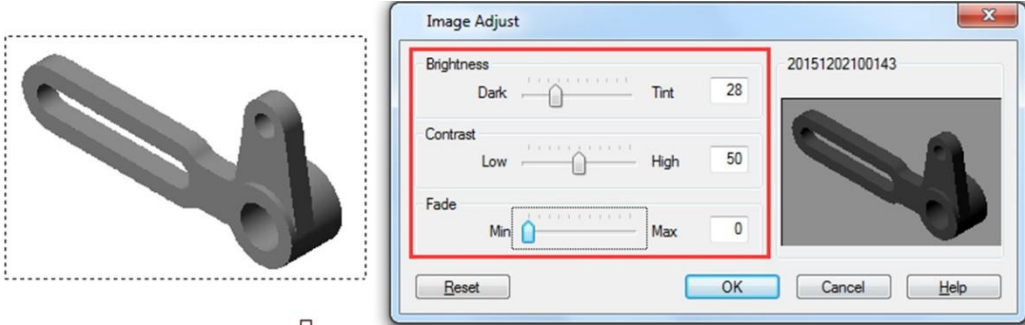 Image Adjust
Brightness
20151202100143
Dark Tint 28
Contrast
Low High 50
Fade
Min Max 0
Reset OK Cancel Help